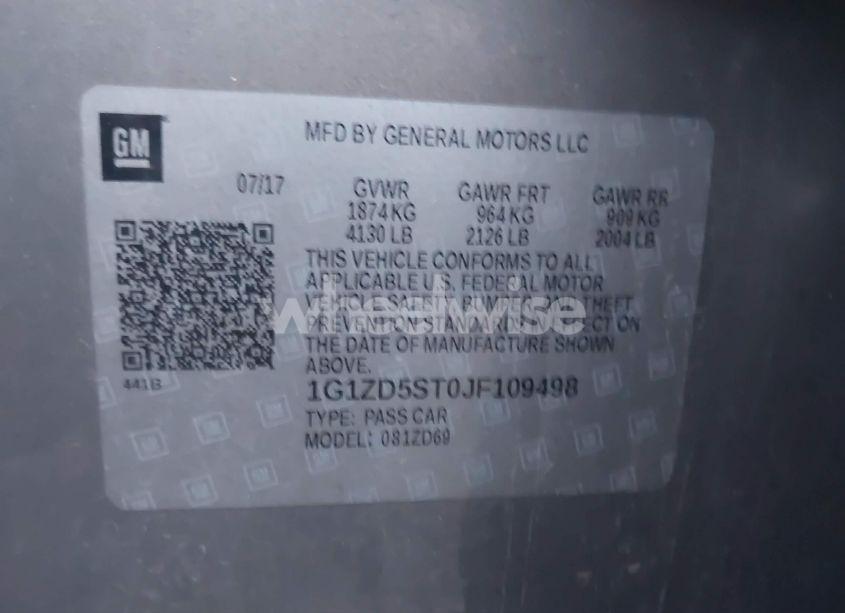 GM
MFD BY GENERAL MOTORS LLC
07/17 GVWR GAWR FRT GAWR RR
1874 KG 964 KG 909 KG
4130 LB 2126 LB 2004 LB
THIS VEHICLE CONFORMS TO ALL
APPLICABLE U.S. FEDERAL MOTOR
VEHICLE SAFETY, BUMPER, AND THEFT
PREVENTION STANDARDS IN EFFECT ON
THE DATE OF MANUFACTURE SHOWN
ABOVE.
441B
1G1ZD5ST0JF109498
TYPE: PASS CAR
MODEL: 081ZD69
wheelwise